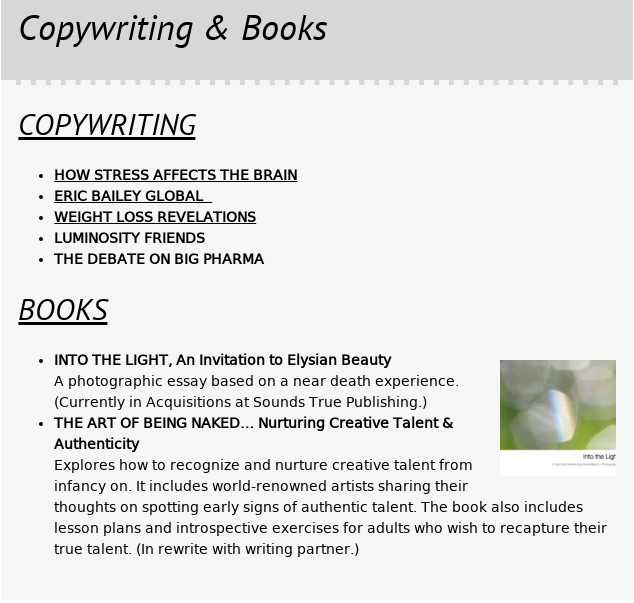 Copywriting & Books
COPYWRITING
HOW STRESS AFFECTS THE BRAIN
ERIC BAILEY GLOBAL
WEIGHT LOSS REVELATIONS
LUMINOSITY FRIENDS
THE DEBATE ON BIG PHARMA
BOOKS
INTO THE LIGHT, An Invitation to Elysian Beauty
A photographic essay based on a near death experience.
(Currently in Acquisitions at Sounds True Publishing.)
THE ART OF BEING NAKED… Nurturing Creative Talent &
Authenticity
Into the Ligh
Explores how to recognize and nurture creative talent from
infancy on. It includes world-renowned artists sharing their
thoughts on spotting early signs of authentic talent. The book also includes
lesson plans and introspective exercises for adults who wish to recapture their
true talent. (In rewrite with writing partner.)